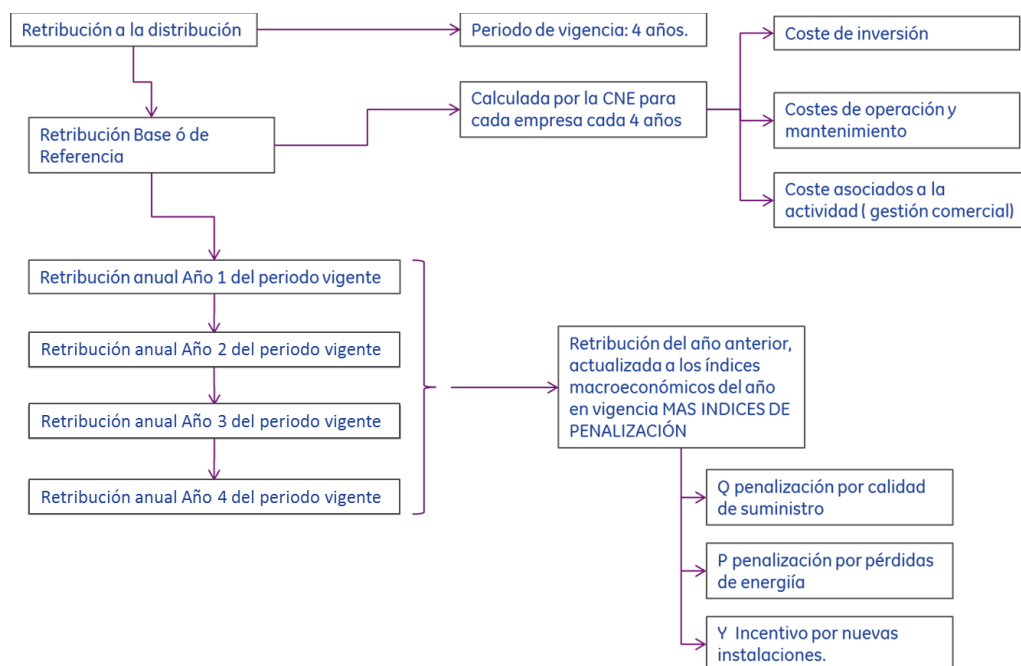 Retribución a la distribución
Periodo de vigencia: 4 años.
Coste de inversión
Calculada por la CNE para
cada empresa cada 4 años
Costes de operación y
mantenimiento
Retribución Base ó de
Referencia
Coste asociados a la
actividad ( gestión comercial)
Retribución anual Año 1 del periodo vigente
Retribución anual Año 2 del periodo vigente
Retribución anual Año 3 del periodo vigente
Retribución anual Año 4 del periodo vigente
Retribución del año anterior,
actualizada a los índices
macroeconómicos del año
en vigencia MAS INDICES DE
PENALIZACIÓN
Q penalización por calidad
de suministro
P penalización por pérdidas
de energiía
Y Incentivo por nuevas
instalaciones.